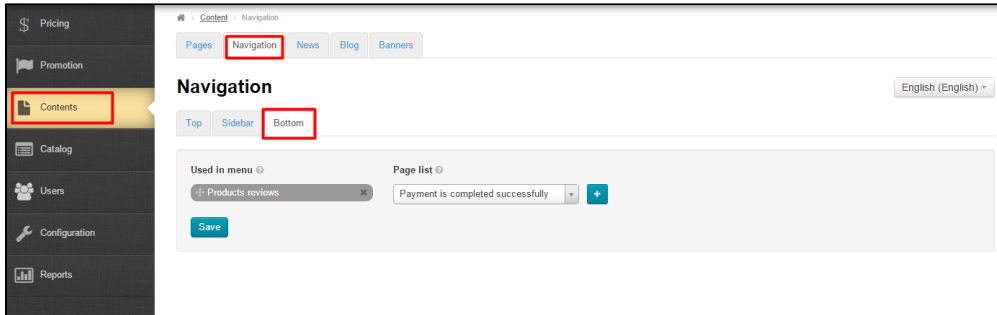 Pricing
Promotion
Contents
Catalog
Users
Configuration
Reports
Content › Navigation
Pages Navigation News Blog Banners
Navigation
English (English)
Top Sidebar Bottom
Used in menu Page list
Products reviews Payment is completed successfully +
Save